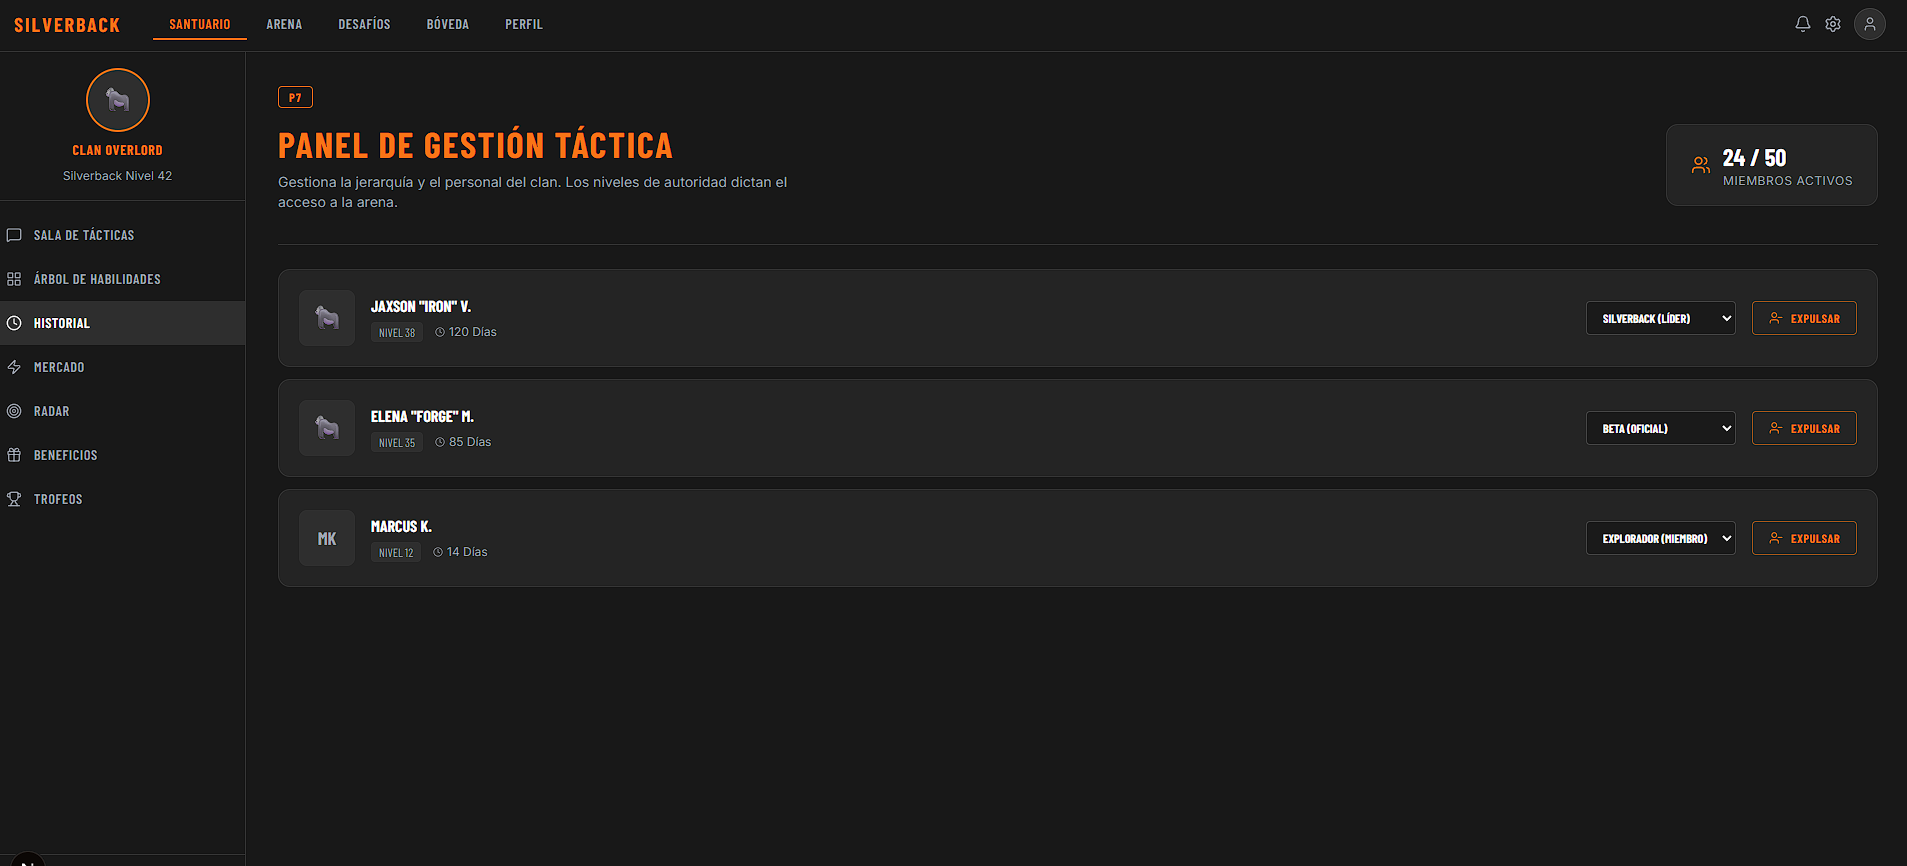 SILVERBACK
SANTUARIO
ARENA
DESAFÍOS
BÓVEDA
PERFIL
CLAN OVERLORD
Silverback Nivel 42
SALA DE TÁCTICAS
ÁRBOL DE HABILIDADES
HISTORIAL
MERCADO
RADAR
BENEFICIOS
TROFEOS
P7
PANEL DE GESTIÓN TÁCTICA
Gestiona la jerarquía y el personal del clan. Los niveles de autoridad dictan el
acceso a la arena.
24 / 50
MIEMBROS ACTIVOS
JAXSON "IRON" V.
NIVEL 38
120 Días
SILVERBACK (LÍDER)
EXPULSAR
ELENA "FORGE" M.
NIVEL 35
85 Días
BETA (OFICIAL)
EXPULSAR
MK
MARCUS K.
NIVEL 12
14 Días
EXPLORADOR (MIEMBRO)
EXPULSAR